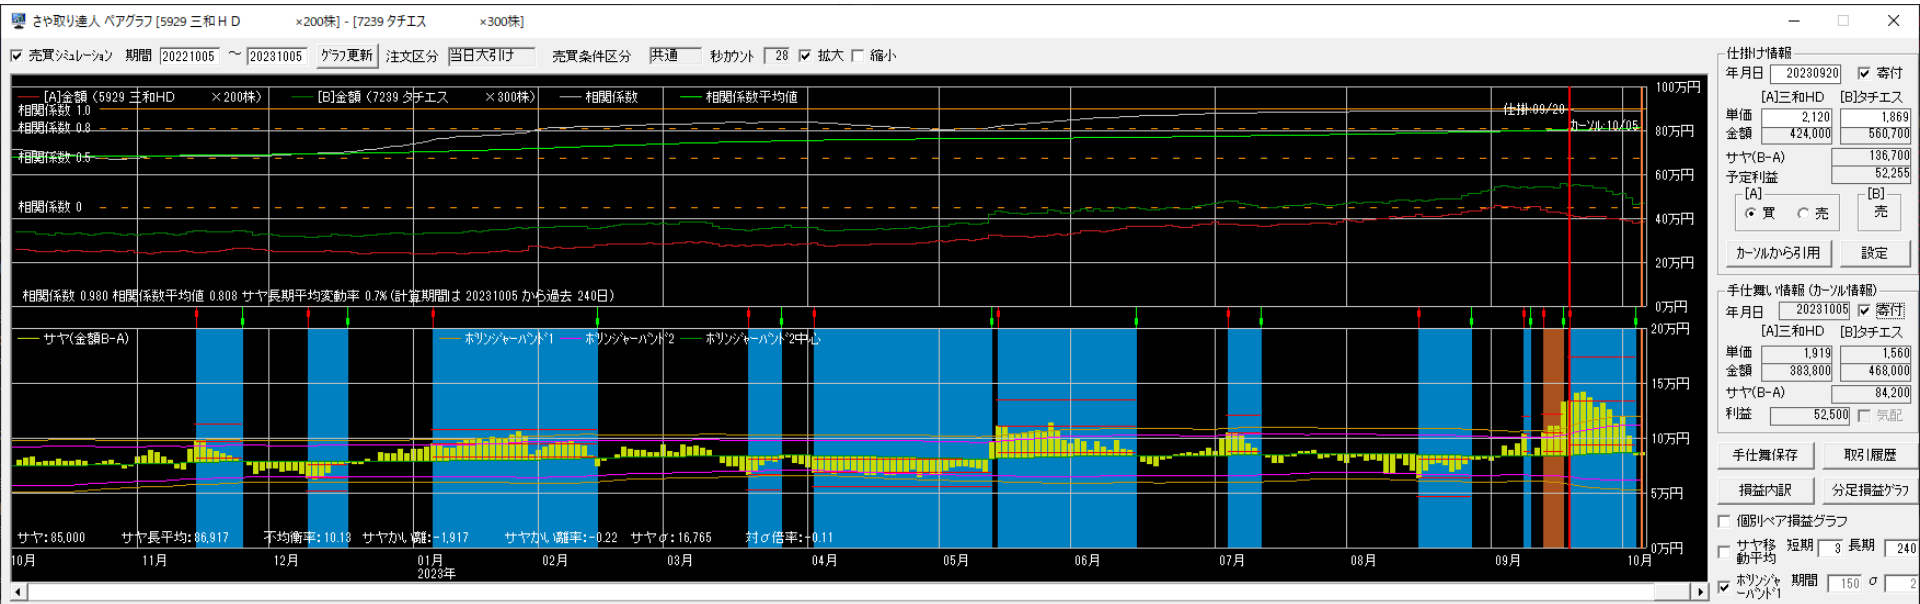 さや取り達人 ペアグラフ [5929 三和ＨＤ ×200株] - [7239 タチエス ×300株]
売買シミュレーション 期間 20221005 ～ 20231005 グラフ更新 注文区分 当日大引け 売買条件区分 共通 秒カウント 28 拡大 縮小
[A]金額 (5929 三和HD ×200株) [B]金額 (7239 タチエス ×300株) 相関係数 相関係数平均値
相関係数 1.0
相関係数 0.8
相関係数 0.5
相関係数 0
仕掛:09/20
カーソル:10/05
100万円
80万円
60万円
40万円
20万円
0万円
相関係数 0.980 相関係数平均値 0.808 サヤ長期平均変動率 0.7% (計算期間は 20231005 から過去 240日)
サヤ(金額B-A) ボリンジャーバンド1 ボリンジャーバンド2 ボリンジャーバンド2中心
20万円
15万円
10万円
5万円
0万円
サヤ:85,000 サヤ長平均:86,917 不均衡率:10.13 サヤかい離:-1,917 サヤかい離率:-0.22 サヤσ:16,765 対σ倍率:-0.11
10月 11月 12月 01月 02月 03月 04月 05月 06月 07月 08月 09月 10月
2023年
仕掛け情報
年月日 20230920 寄付
[A]三和HD [B]タチエス
単価 2,120 1,869
金額 424,000 560,700
サヤ(B-A) 136,700
予定利益 52,255
[A] [B]
買 売 売
カーソルから引用 設定
手仕舞い情報 (カーソル情報)
年月日 20231005 寄付
[A]三和HD [B]タチエス
単価 1,919 1,560
金額 383,800 468,000
サヤ(B-A) 84,200
利益 52,500 気配
手仕舞保存 取引履歴
損益内訳 分足損益グラフ
個別ペア損益グラフ
サヤ移動平均 短期 3 長期 240
ボリンジャーバンド1 期間 150 σ 2